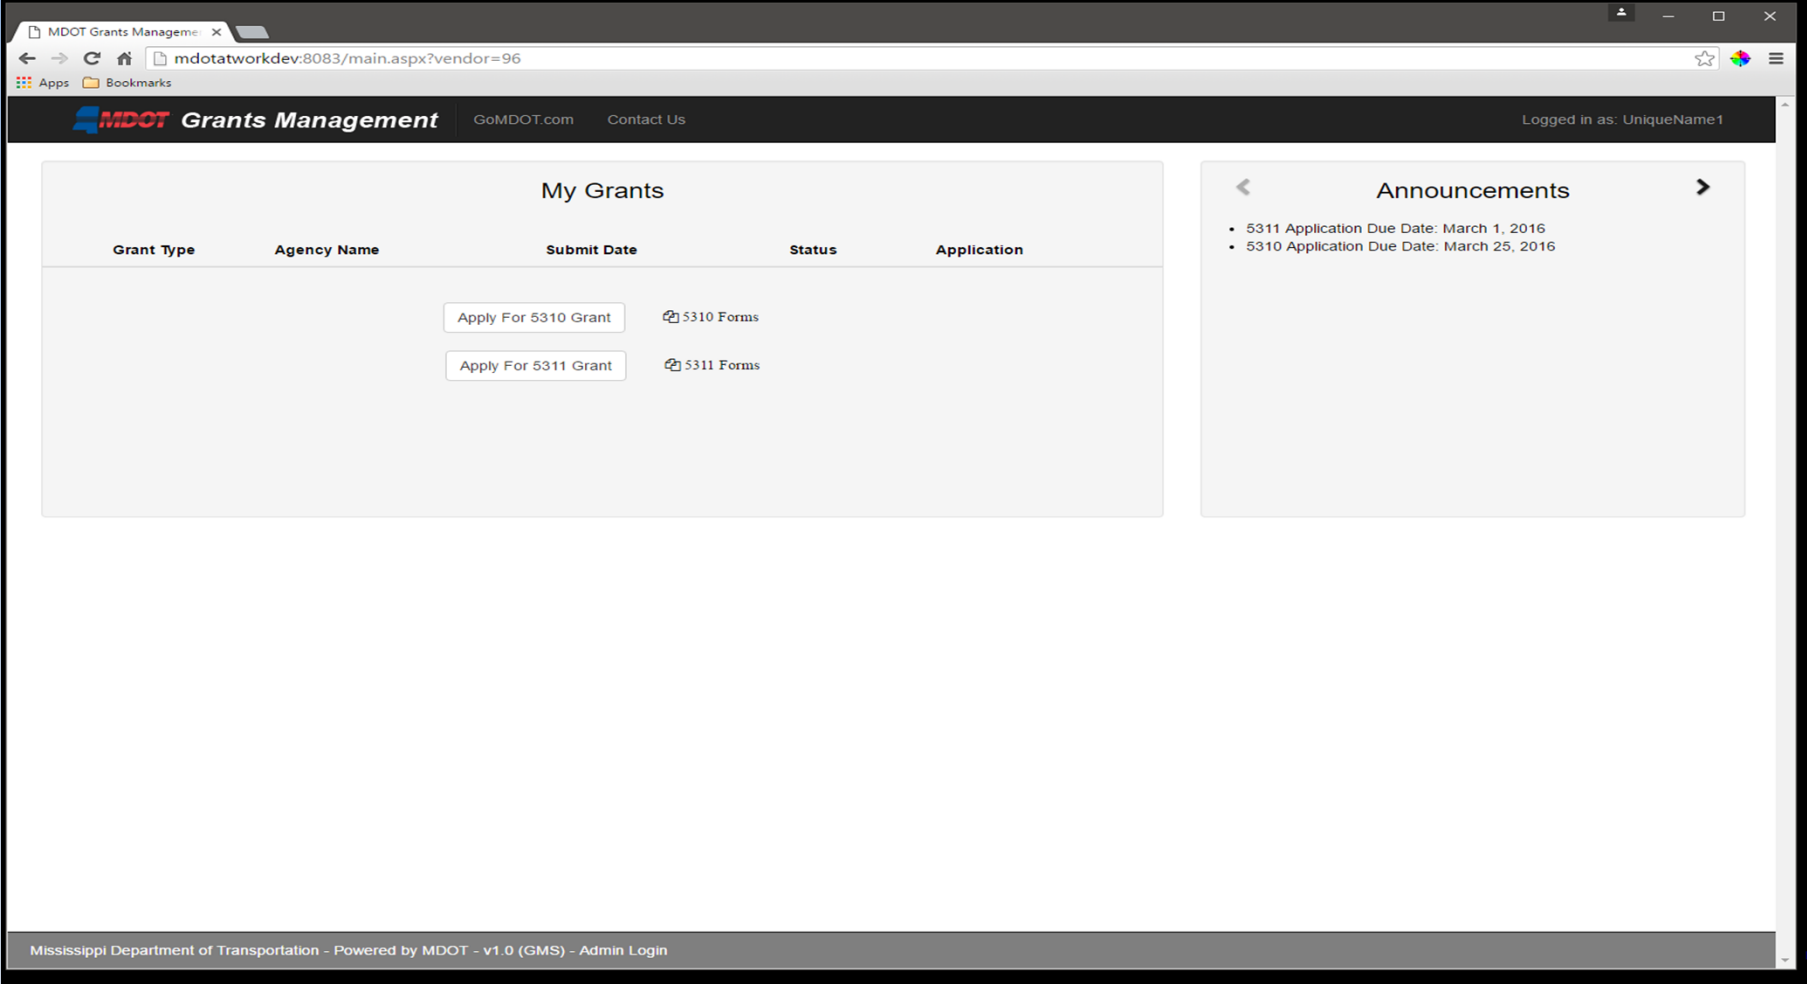 MDOT Grants Manageme
mdotatworkdev:8083/main.aspx?vendor=96
Apps Bookmarks
MDOT Grants Management GoMDOT.com Contact Us Logged in as: UniqueName1
My Grants
Grant Type Agency Name Submit Date Status Application
Apply For 5310 Grant 5310 Forms
Apply For 5311 Grant 5311 Forms
Announcements
• 5311 Application Due Date: March 1, 2016
• 5310 Application Due Date: March 25, 2016
Mississippi Department of Transportation - Powered by MDOT - v1.0 (GMS) - Admin Login